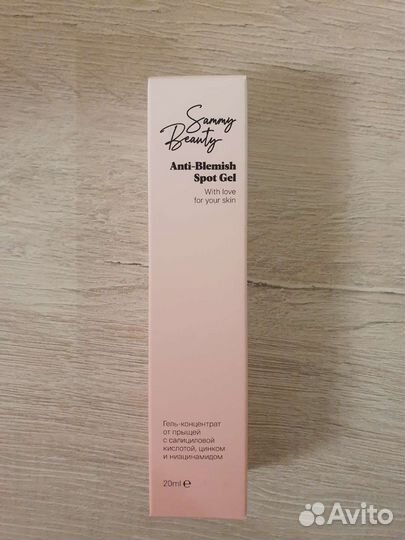 Sammy
Beauty
Anti-Blemish
Spot Gel
With love
for your skin
Гель-концентрат
от прыщей
с салициловой
кислотой, цинком
и ниацинамидом
20ml ℮
Avito